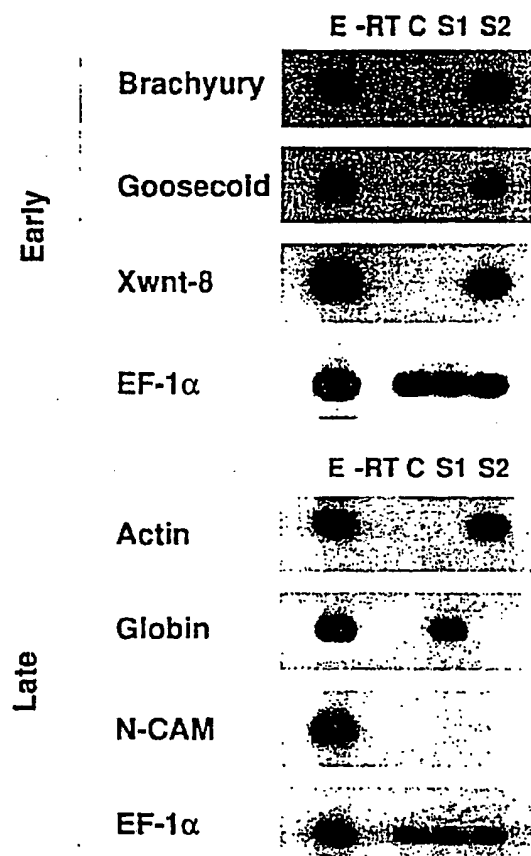 E -RT C S1 S2
Brachyury
Goosecoid
Early
Xwnt-8
EF-1α
E -RT C S1 S2
Actin
Globin
Late
N-CAM
EF-1α